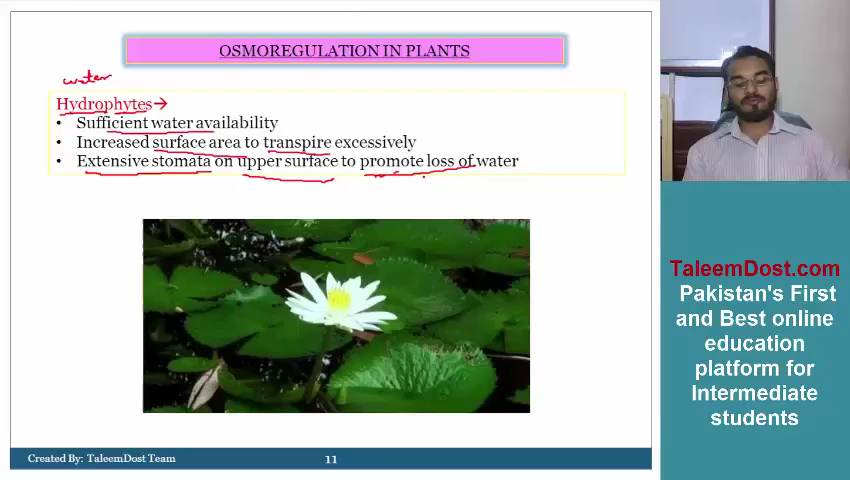 OSMOREGULATION IN PLANTS
water
Hydrophytes→
• Sufficient water availability
• Increased surface area to transpire excessively
• Extensive stomata on upper surface to promote loss of water
TaleemDost.com
Pakistan's First
and Best online
education
platform for
Intermediate
students
Created By: TaleemDost Team
11